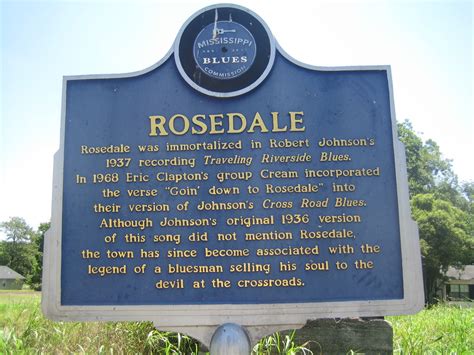 MISSISSIPPI
BLUES
COMMISSION
ROSEDALE
Rosedale was immortalized in Robert Johnson's
1937 recording Traveling Riverside Blues.
In 1968 Eric Clapton's group Cream incorporated
the verse “Goin' down to Rosedale” into
their version of Johnson's Cross Road Blues.
Although Johnson's original 1936 version
of this song did not mention Rosedale,
the town has since become associated with the
legend of a bluesman selling his soul to the
devil at the crossroads.